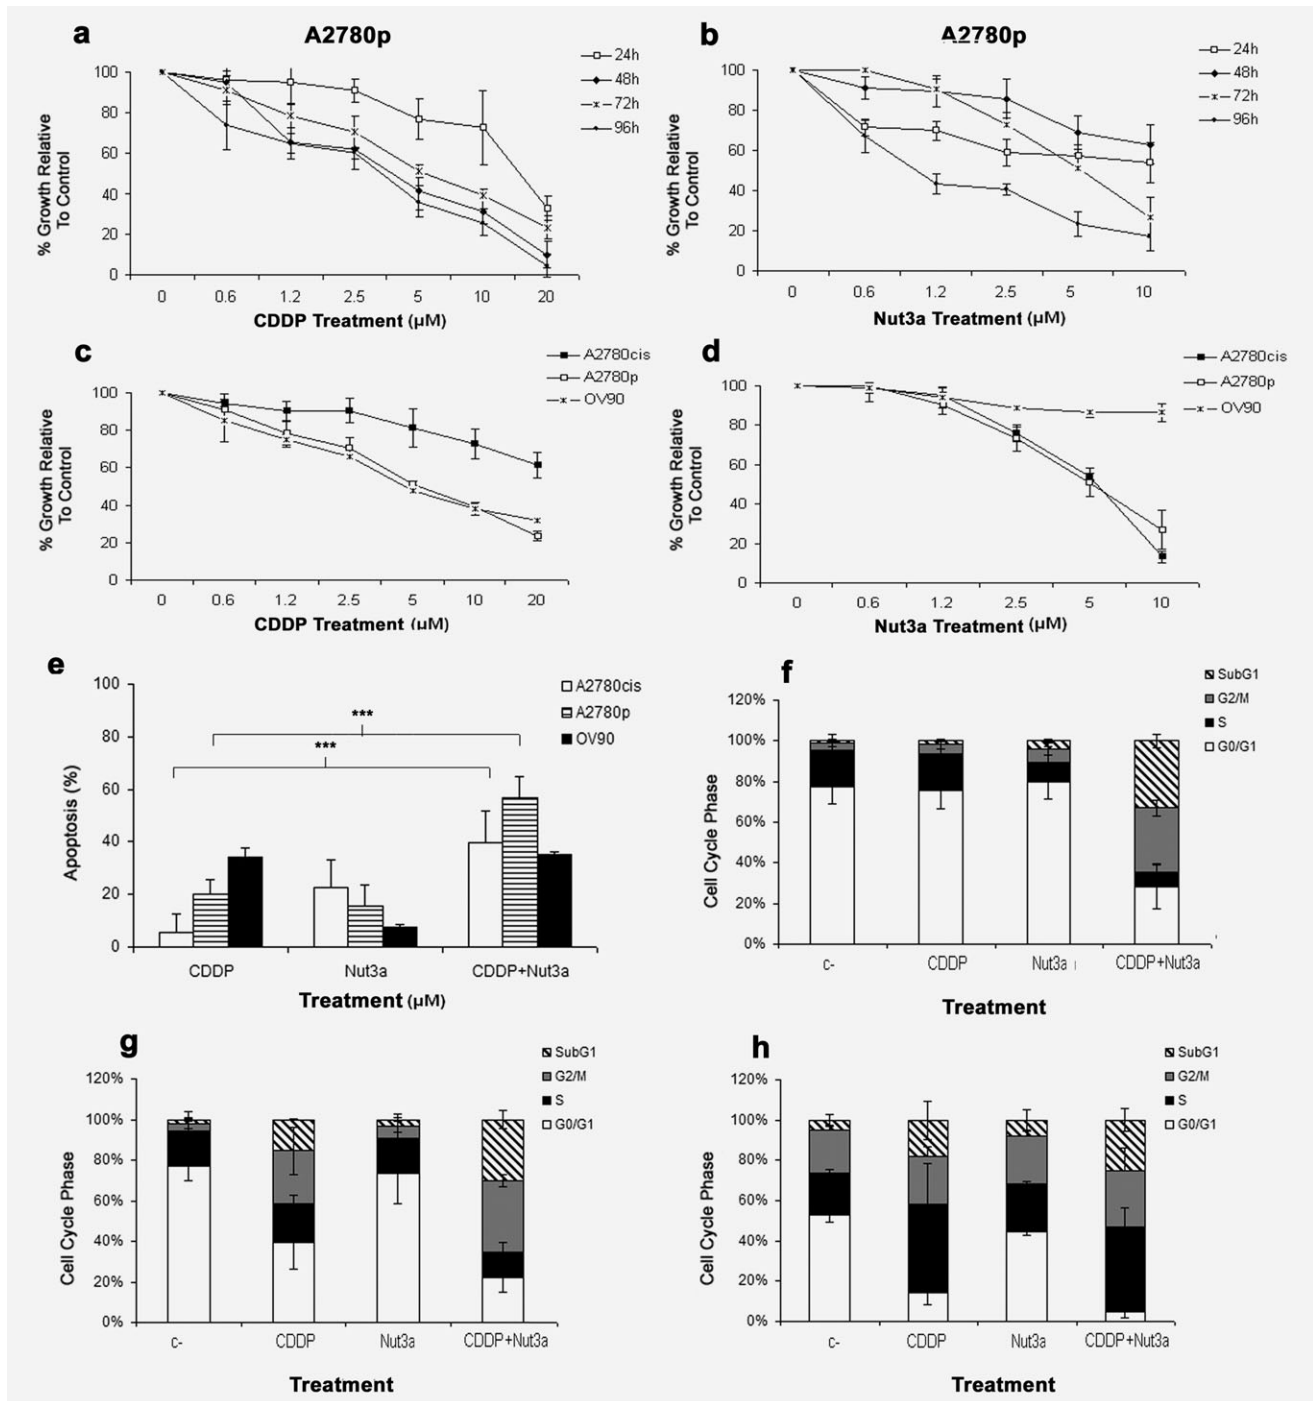 a
A2780p
24h
48h
72h
96h
100
80
60
40
20
0
% Growth Relative
To Control
0 0.6 1.2 2.5 5 10 20
CDDP Treatment (µM)
b
A2780p
24h
48h
72h
96h
100
80
60
40
20
0
% Growth Relative
To Control
0 0.6 1.2 2.5 5 10
Nut3a Treatment (µM)
c
A2780cis
A2780p
OV90
100
80
60
40
20
0
% Growth Relative
To Control
0 0.6 1.2 2.5 5 10 20
CDDP Treatment (µM)
d
A2780cis
A2780p
OV90
100
80
60
40
20
0
% Growth Relative
To Control
0 0.6 1.2 2.5 5 10
Nut3a Treatment (µM)
e
A2780cis
A2780p
OV90
100
80
60
40
20
0
Apoptosis (%)
***
***
CDDP Nut3a CDDP+Nut3a
Treatment (µM)
f
SubG1
G2/M
S
G0/G1
120%
100%
80%
60%
40%
20%
0%
Cell Cycle Phase
c- CDDP Nut3a CDDP+Nut3a
Treatment
g
SubG1
G2/M
S
G0/G1
120%
100%
80%
60%
40%
20%
0%
Cell Cycle Phase
c- CDDP Nut3a CDDP+Nut3a
Treatment
h
SubG1
G2/M
S
G0/G1
120%
100%
80%
60%
40%
20%
0%
Cell Cycle Phase
c- CDDP Nut3a CDDP+Nut3a
Treatment